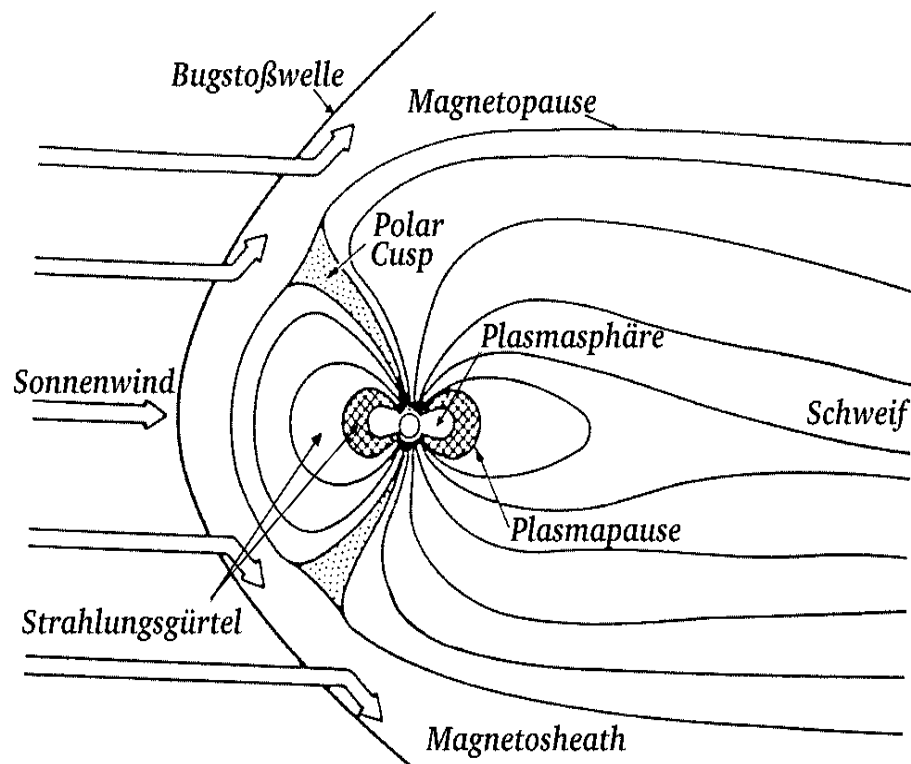 Bugstoßwelle
Magnetopause
Polar
Cusp
Plasmasphäre
Sonnenwind
Schweif
Plasmapause
Strahlungsgürtel
Magnetosheath